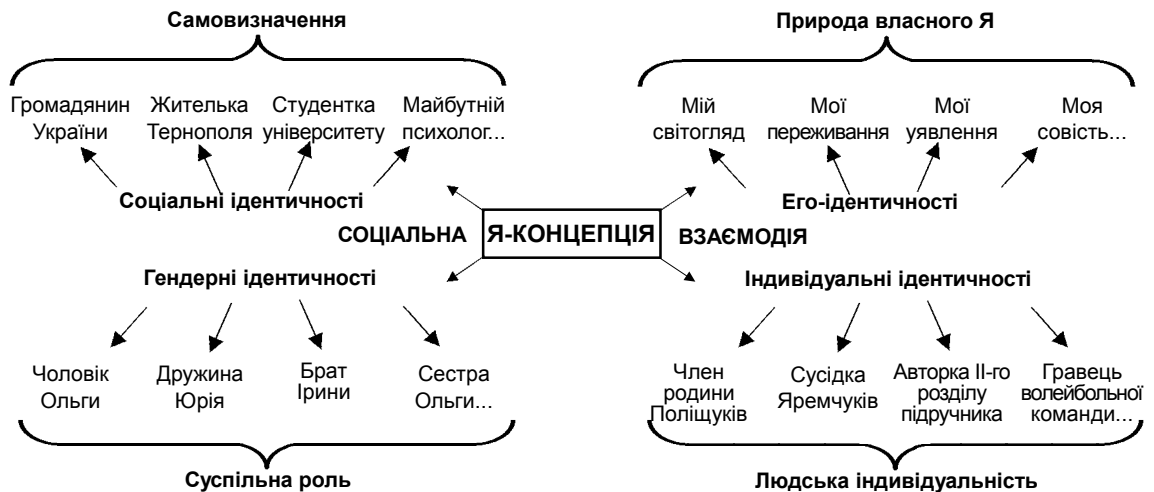 Самовизначення
Природа власного Я
Громадянин
України
Жителька
Тернополя
Студентка
університету
Майбутній
психолог...
Мій
світогляд
Мої
переживання
Мої
уявлення
Моя
совість...
Соціальні ідентичності
Его-ідентичності
СОЦІАЛЬНА Я-КОНЦЕПЦІЯ ВЗАЄМОДІЯ
Гендерні ідентичності
Індивідуальні ідентичності
Чоловік
Ольги
Дружина
Юрія
Брат
Ірини
Сестра
Ольги...
Член
родини
Поліщуків
Сусідка
Яремчуків
Авторка ІІ-го
розділу
підручника
Гравець
волейбольної
команди...
Суспільна роль
Людська індивідуальність